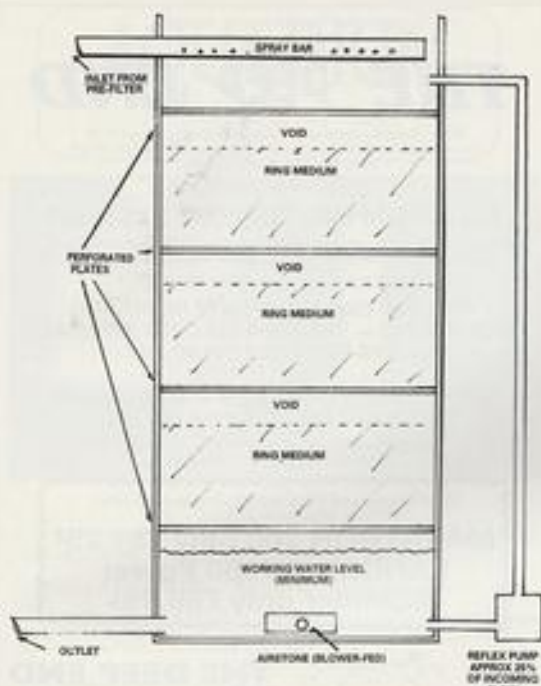 SPRAY BAR
INLET FROM
PRE-FILTER
VOID
RING MEDIUM
PERFORATED
PLATES
VOID
RING MEDIUM
VOID
RING MEDIUM
WORKING WATER LEVEL
(MINIMUM)
OUTLET
AIRSTONE (BLOWER-FED)
REFLEX PUMP
APPROX 25%
OF INCOMING